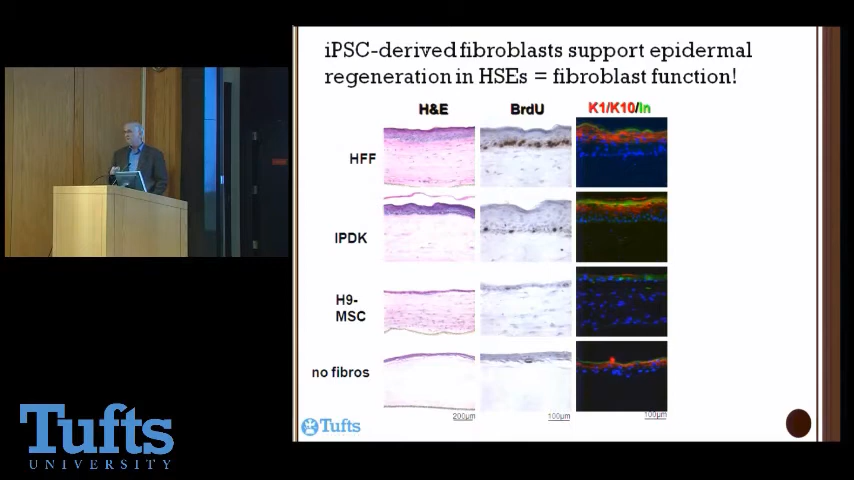 iPSC-derived fibroblasts support epidermal
regeneration in HSEs = fibroblast function!
H&E BrdU K1/K10/In
HFF
IPDK
H9-
MSC
no fibros
200µm 100µm 100µm
Tufts
Tufts
UNIVERSITY